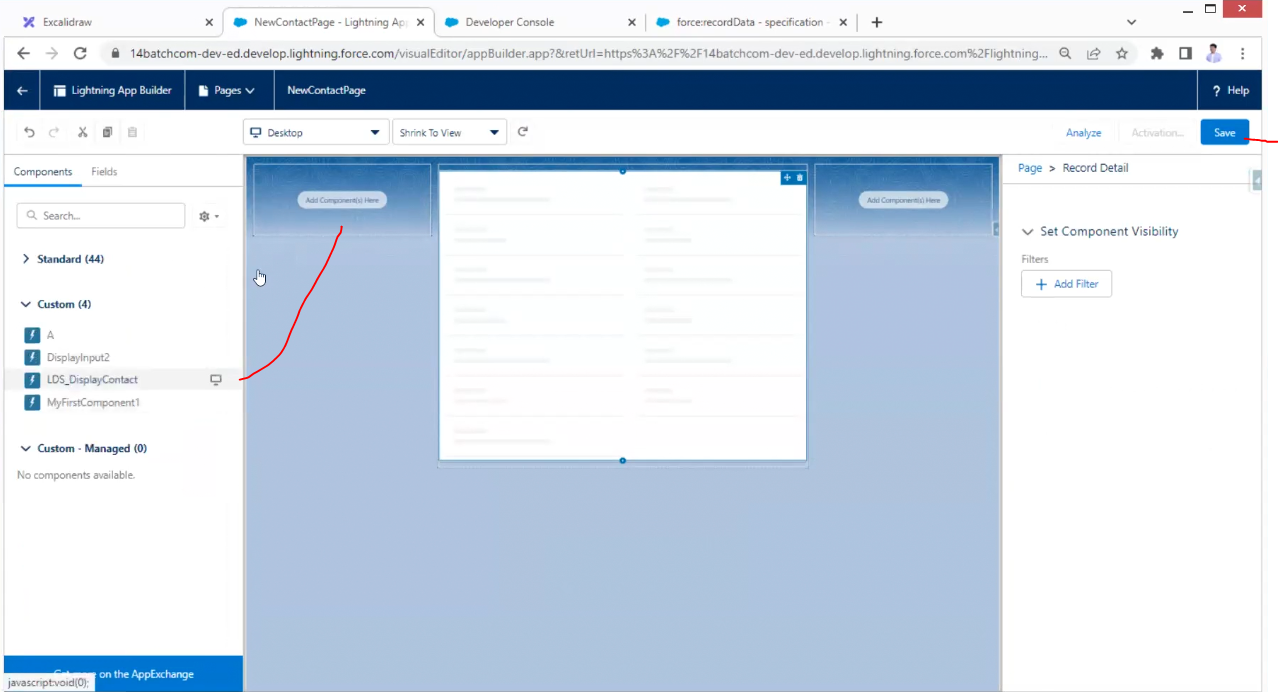 Excalidraw
NewContactPage - Lightning App
Developer Console
force:recordData - specification -
14batchcom-dev-ed.develop.lightning.force.com/visualEditor/appBuilder.app?&retUrl=https%3A%2F%2F14batchcom-dev-ed.develop.lightning.force.com%2Flightning...
Lightning App Builder
Pages
NewContactPage
? Help
Desktop
Shrink To View
Analyze
Activation...
Save
Components
Fields
Page > Record Detail
Search...
Add Component(s) Here
Add Component(s) Here
Set Component Visibility
Standard (44)
Filters
+ Add Filter
Custom (4)
A
DisplayInput2
LDS_DisplayContact
MyFirstComponent1
Custom - Managed (0)
No components available.
on the AppExchange
javascript:void(0);